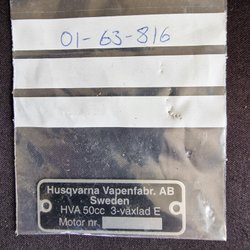 01-63-816
Husqvarna Vapenfabr. AB
Sweden
HVA 50cc 3-växlad E
Motor nr